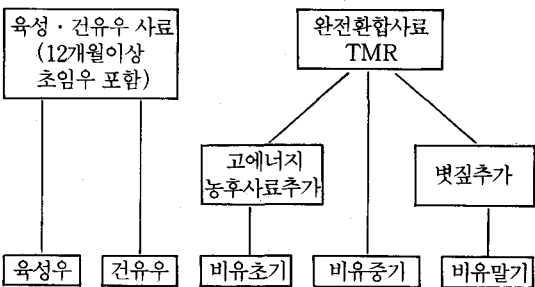 육성·건유우 사료
(12개월이상
초임우 포함)
완전환합사료
TMR
고에너지
농후사료추가
볏짚추가
육성우
건유우
비유초기
비유중기
비유말기